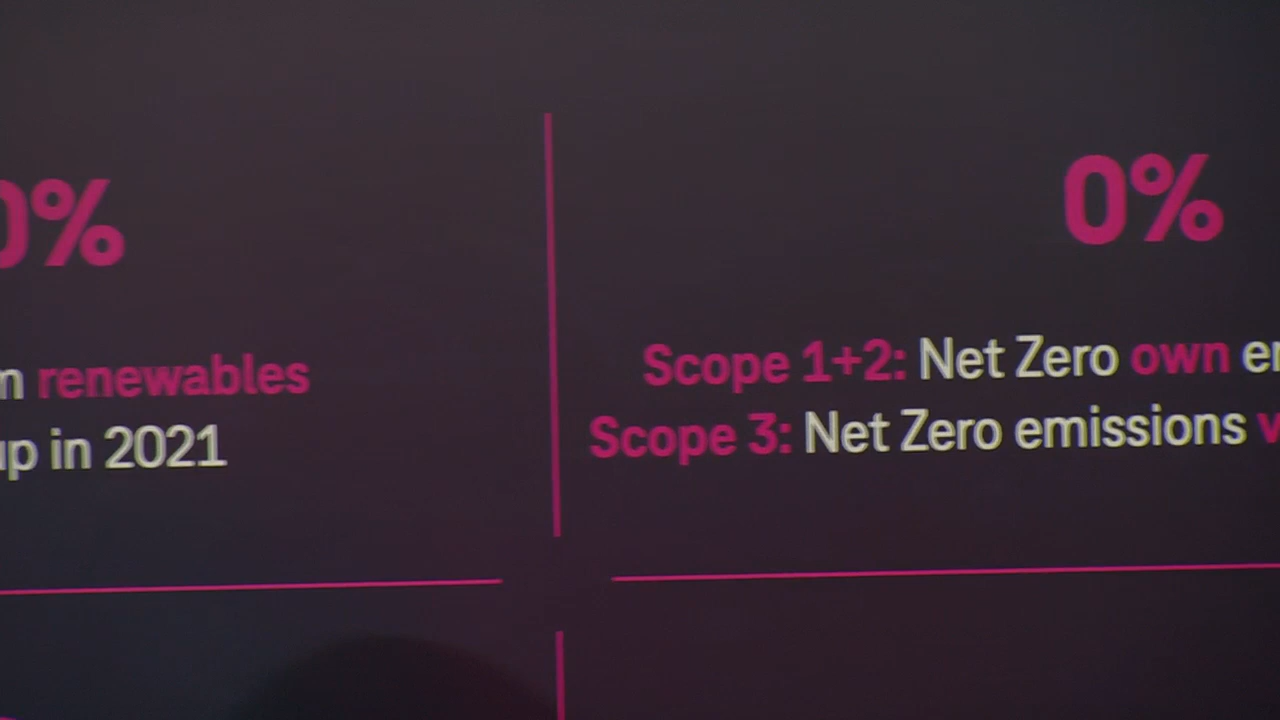 0%
renewables
up in 2021
0%
Scope 1+2: Net Zero own
Scope 3: Net Zero emissions